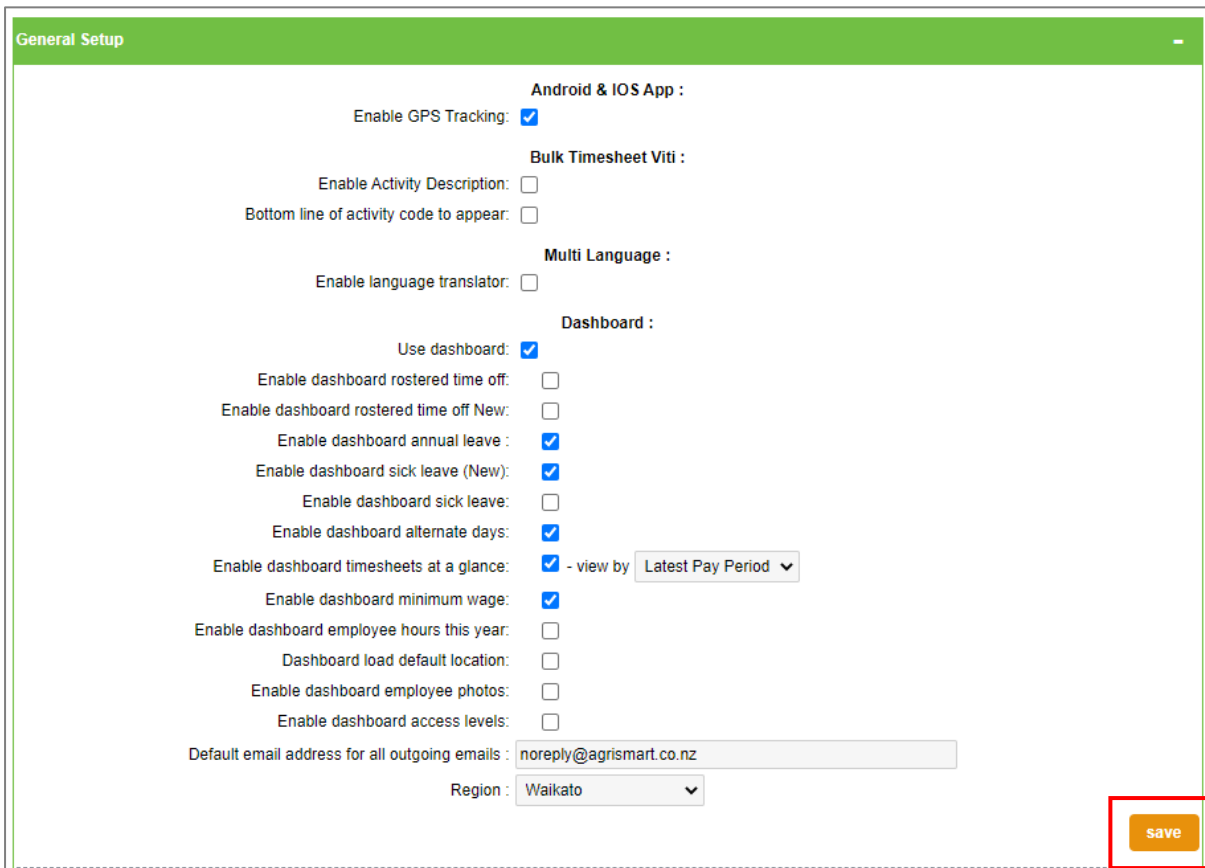 General Setup -
Android & IOS App :
Enable GPS Tracking:
Bulk Timesheet Viti :
Enable Activity Description:
Bottom line of activity code to appear:
Multi Language :
Enable language translator:
Dashboard :
Use dashboard:
Enable dashboard rostered time off:
Enable dashboard rostered time off New:
Enable dashboard annual leave :
Enable dashboard sick leave (New):
Enable dashboard sick leave:
Enable dashboard alternate days:
Enable dashboard timesheets at a glance: - view by Latest Pay Period
Enable dashboard minimum wage:
Enable dashboard employee hours this year:
Dashboard load default location:
Enable dashboard employee photos:
Enable dashboard access levels:
Default email address for all outgoing emails : noreply@agrismart.co.nz
Region : Waikato
save